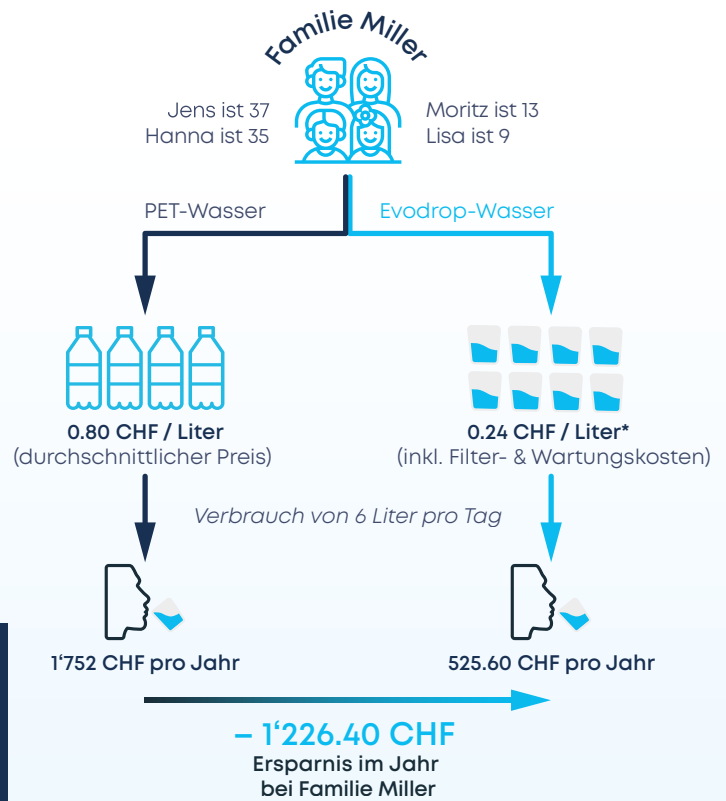 Familie Miller
Jens ist 37
Hanna ist 35
Moritz ist 13
Lisa ist 9
PET-Wasser
Evodrop-Wasser
0.80 CHF / Liter
(durchschnittlicher Preis)
0.24 CHF / Liter*
(inkl. Filter- & Wartungskosten)
Verbrauch von 6 Liter pro Tag
1‘752 CHF pro Jahr
525.60 CHF pro Jahr
– 1‘226.40 CHF
Ersparnis im Jahr
bei Familie Miller